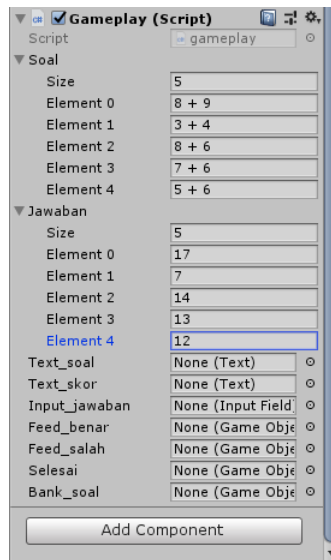 Gameplay (Script)
Script gameplay
Soal
Size 5
Element 0 8 + 9
Element 1 3 + 4
Element 2 8 + 6
Element 3 7 + 6
Element 4 5 + 6
Jawaban
Size 5
Element 0 17
Element 1 7
Element 2 14
Element 3 13
Element 4 12
Text_soal None (Text)
Text_skor None (Text)
Input_jawaban None (Input Field)
Feed_benar None (Game Obje
Feed_salah None (Game Obje
Selesai None (Game Obje
Bank_soal None (Game Obje
Add Component